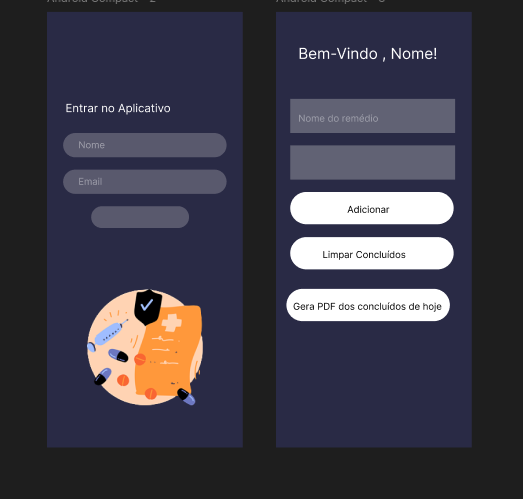 Android Compact - 2
Android Compact - 3
Entrar no Aplicativo
Nome
Email
Bem-Vindo , Nome!
Nome do remédio
Adicionar
Limpar Concluídos
Gera PDF dos concluídos de hoje